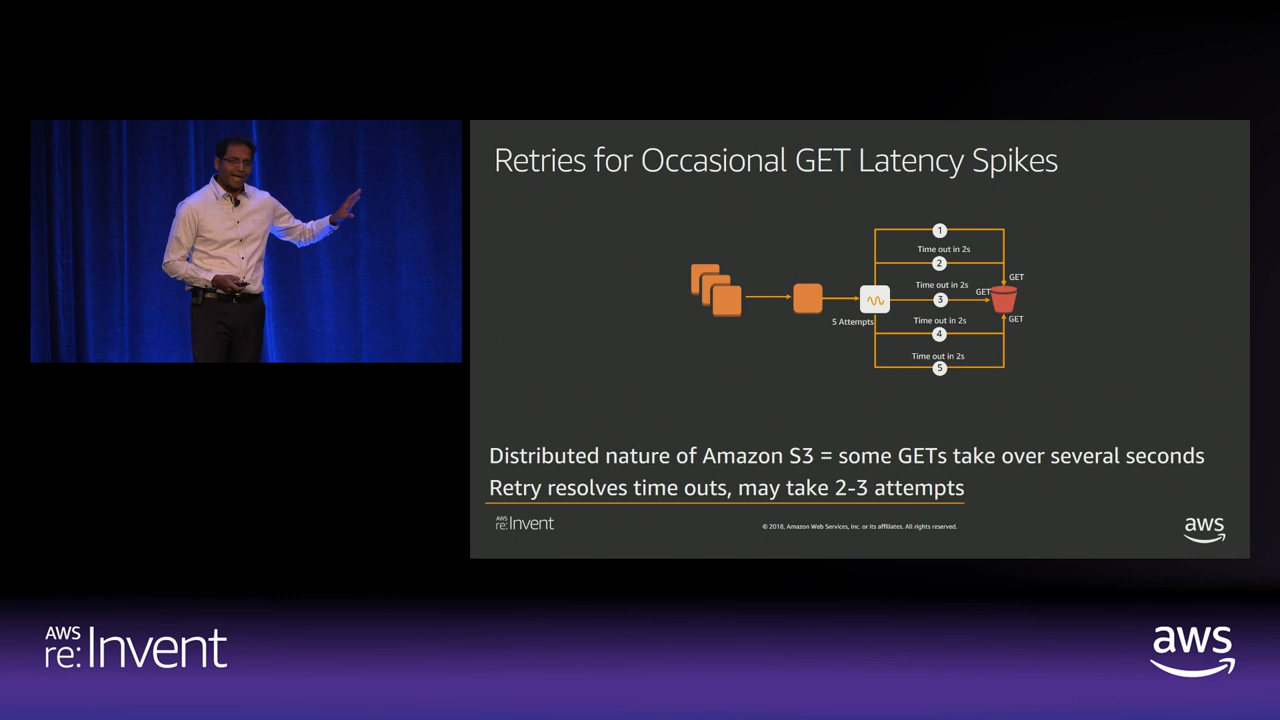 Retries for Occasional GET Latency Spikes
1
Time out in 2s
2
GET
Time out in 2s
GET
3
5 Attempts
Time out in 2s
GET
4
Time out in 2s
5
Distributed nature of Amazon S3 = some GETs take over several seconds
Retry resolves time outs, may take 2-3 attempts
AWS
re:Invent
© 2018, Amazon Web Services, Inc. or its affiliates. All rights reserved.
aws
AWS
re:Invent
aws